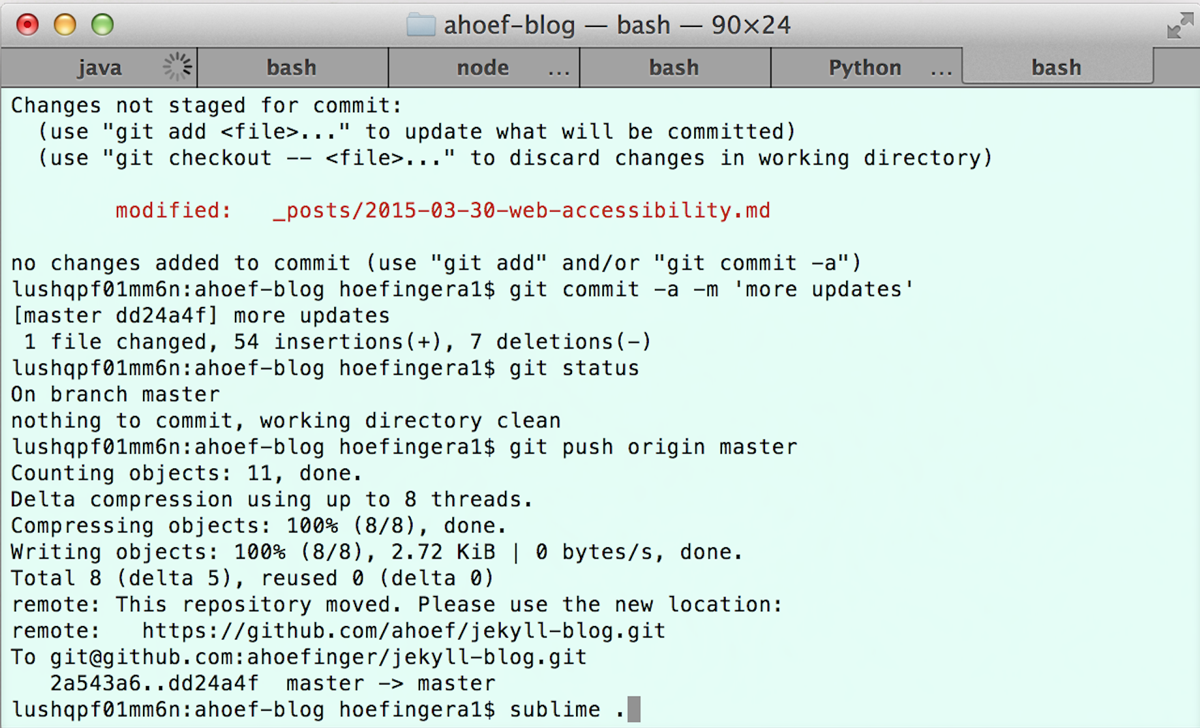 ahoef-blog — bash — 90×24
java bash node ... bash Python ... bash
Changes not staged for commit:
  (use "git add <file>..." to update what will be committed)
  (use "git checkout -- <file>..." to discard changes in working directory)

        modified:   _posts/2015-03-30-web-accessibility.md

no changes added to commit (use "git add" and/or "git commit -a")
lushqpf01mm6n:ahoef-blog hoefingera1$ git commit -a -m 'more updates'
[master dd24a4f] more updates
 1 file changed, 54 insertions(+), 7 deletions(-)
lushqpf01mm6n:ahoef-blog hoefingera1$ git status
On branch master
nothing to commit, working directory clean
lushqpf01mm6n:ahoef-blog hoefingera1$ git push origin master
Counting objects: 11, done.
Delta compression using up to 8 threads.
Compressing objects: 100% (8/8), done.
Writing objects: 100% (8/8), 2.72 KiB | 0 bytes/s, done.
Total 8 (delta 5), reused 0 (delta 0)
remote: This repository moved. Please use the new location:
remote:   https://github.com/ahoef/jekyll-blog.git
To git@github.com:ahoefinger/jekyll-blog.git
   2a543a6..dd24a4f  master -> master
lushqpf01mm6n:ahoef-blog hoefingera1$ sublime .